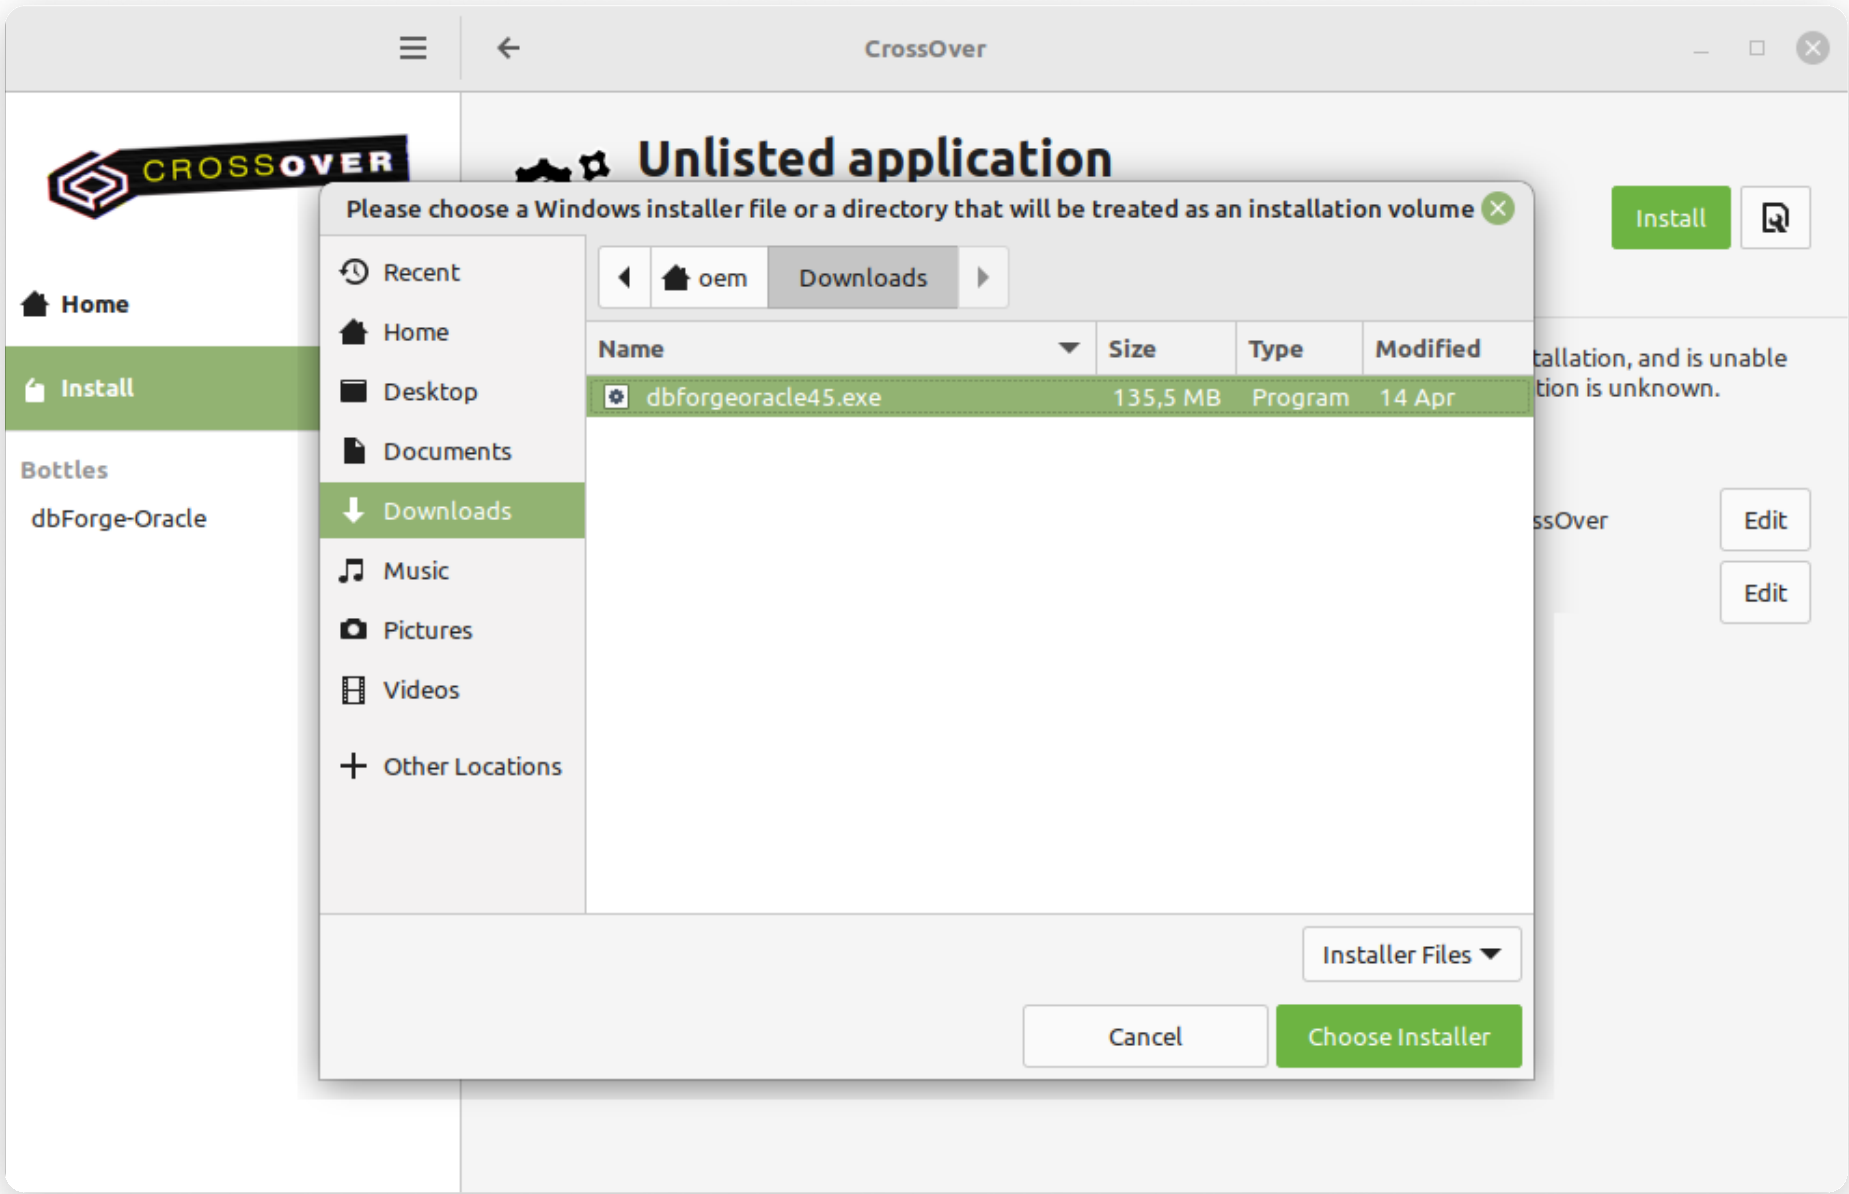 CrossOver
CROSSOVER
Unlisted application
Please choose a Windows installer file or a directory that will be treated as an installation volume
Install
Recent
oem
Downloads
Home
Home
Name
Size
Type
Modified
tallation, and is unable
Install
Desktop
dbforgeoracle45.exe
135,5 MB
Program
14 Apr
tion is unknown.
Documents
Bottles
Downloads
dbForge-Oracle
ssOver
Edit
Music
Edit
Pictures
Videos
Other Locations
Installer Files
Cancel
Choose Installer